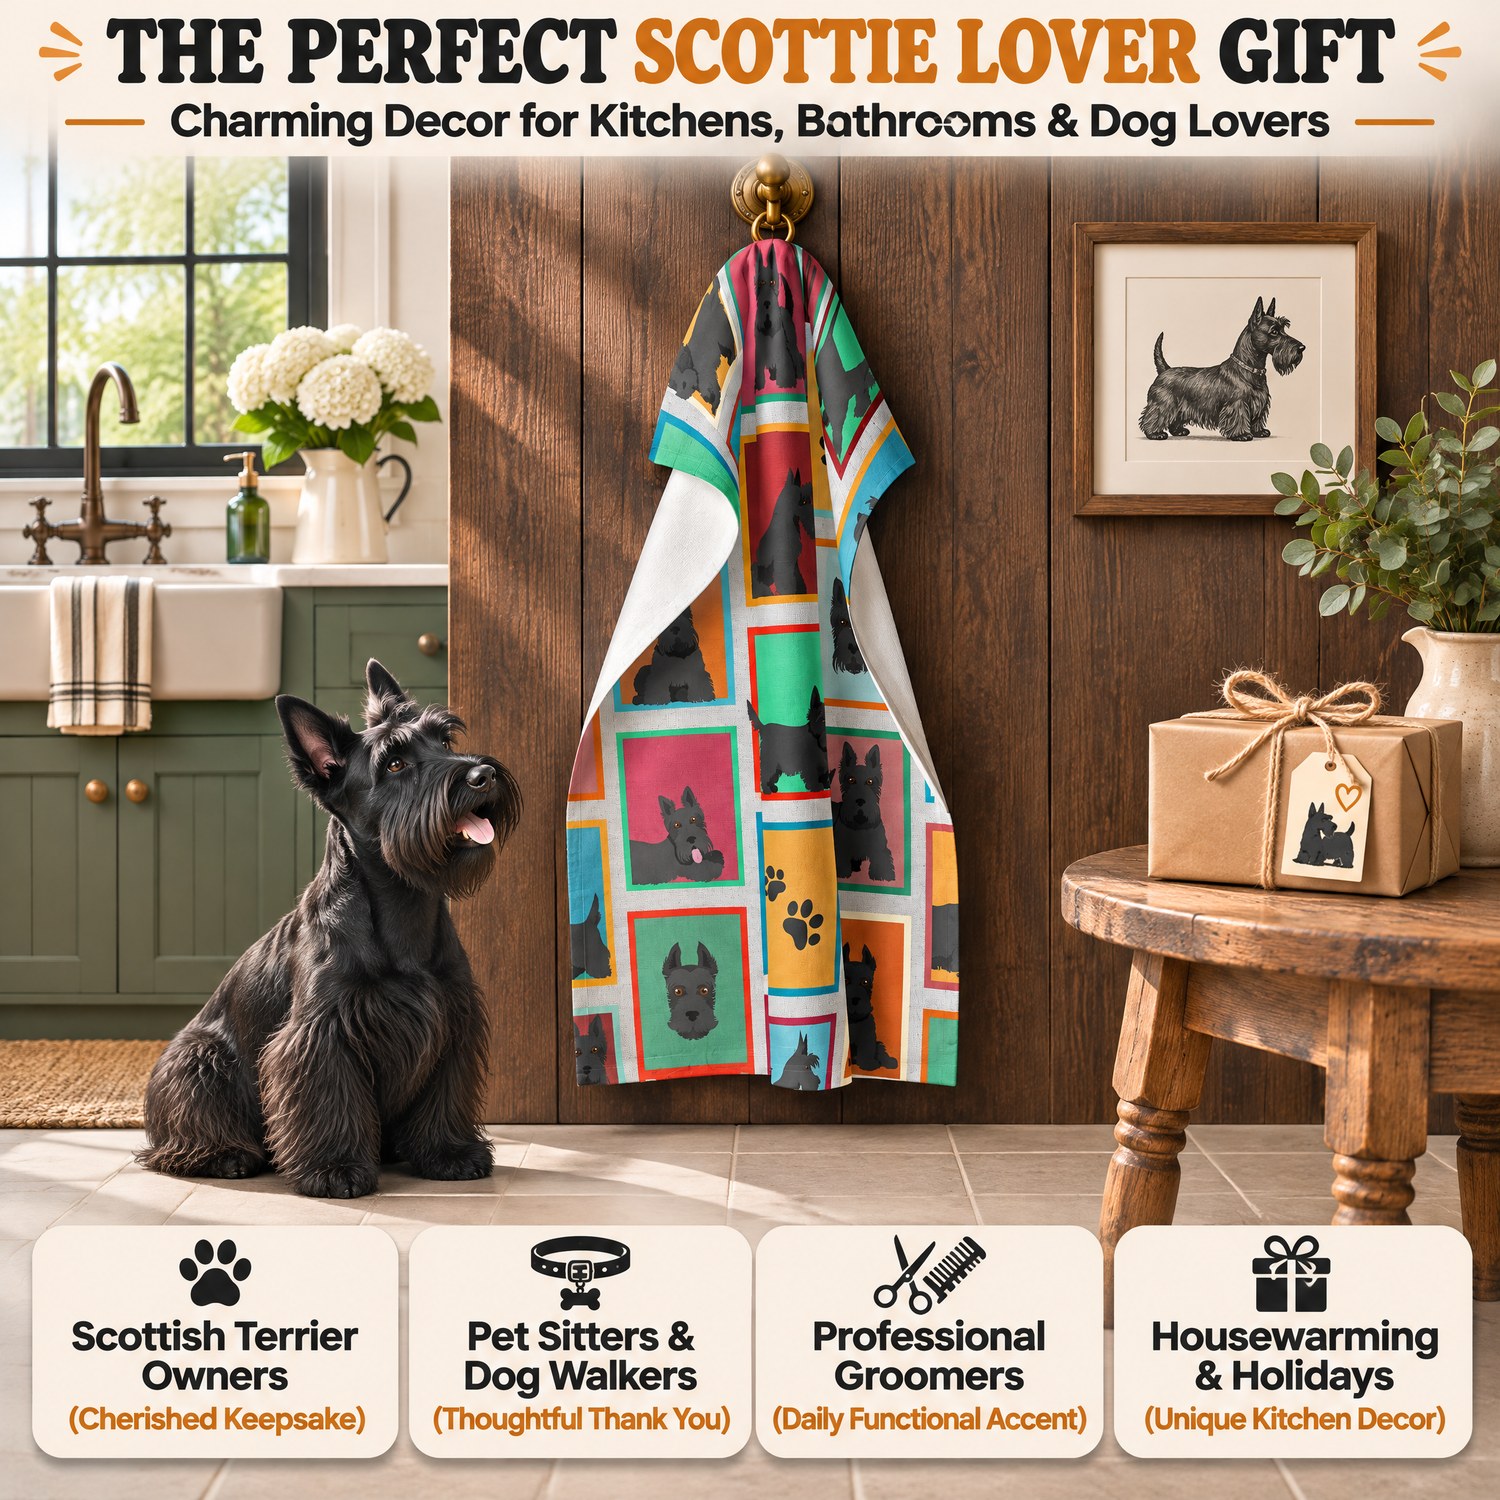 THE PERFECT SCOTTIE LOVER GIFT
Charming Decor for Kitchens, Bathrooms & Dog Lovers
Scottish Terrier
Owners
(Cherished Keepsake)
Pet Sitters &
Dog Walkers
(Thoughtful Thank You)
Professional
Groomers
(Daily Functional Accent)
Housewarming
& Holidays
(Unique Kitchen Decor)